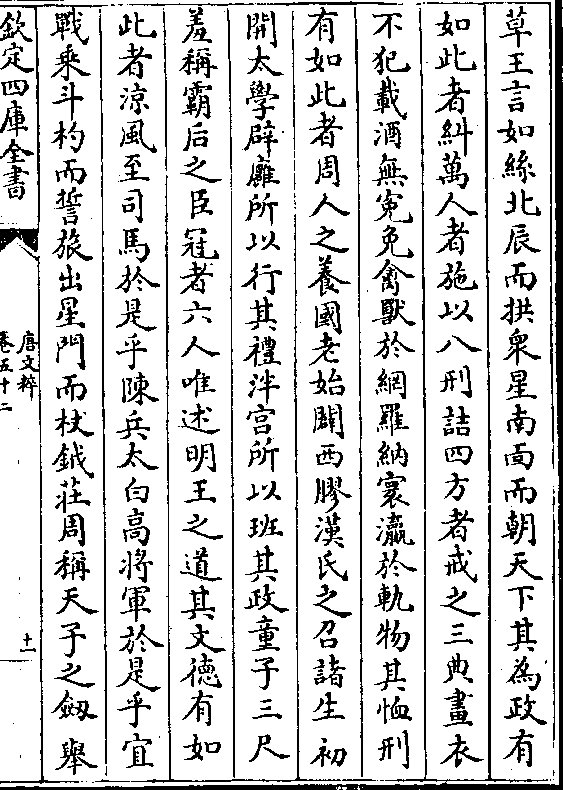 草王言如絲北辰而拱衆星南面而朝天下其為政有
如此者糾萬人者施以八刑詰四方者戒之三典畫衣
不犯載酒無寃免禽獸於網羅納寰瀛於軌物其恤刑
有如此者周人之養國老始闢西膠漢氏之召諸生初
開太學辟廱所以行其禮泮宮所以班其政童子三尺
羞稱霸后之臣冠者六人唯述明王之道其文德有如
此者涼風至司馬於是乎陳兵太白高將軍於是乎宜
戰乘斗杓而誓旅出星門而杖鉞莊周稱天子之劔舉
欽定四庫全書
唐文粹
卷五十二
十二